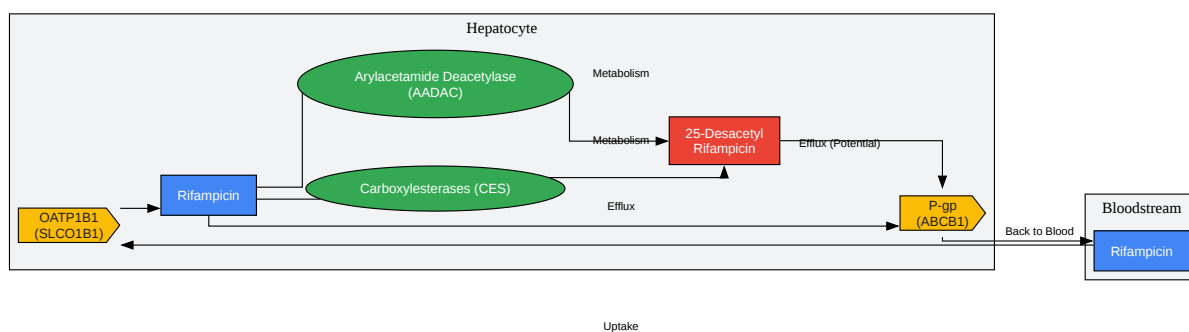 Hepatocyte
Arylacetamide Deacetylase
(AADAC)
Metabolism
Metabolism
25-Desacetyl
Rifampicin
Efflux (Potential)
Rifampicin
Carboxylesterases (CES)
Efflux
OATP1B1
(SLCO1B1)
P-gp
(ABCB1)
Bloodstream
Back to Blood
Rifampicin
Uptake